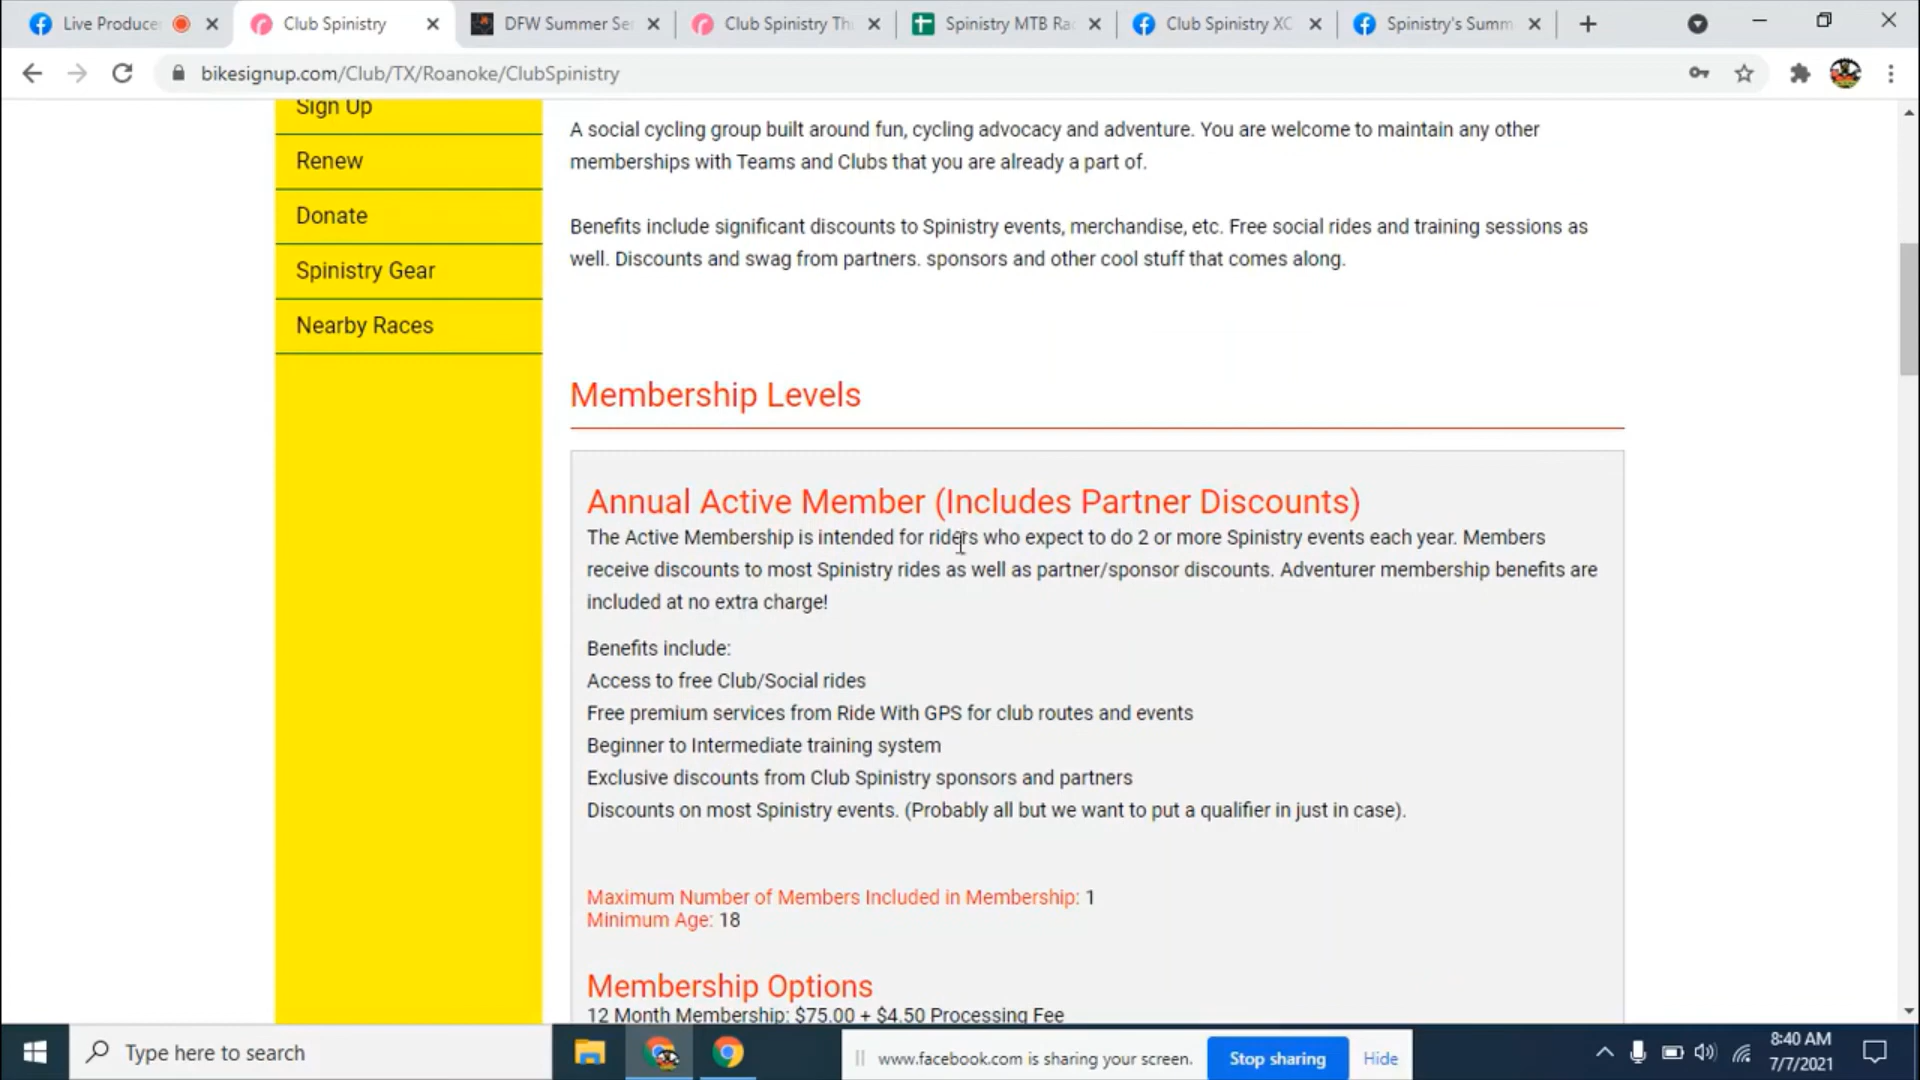 Live Produce
Club Spinistry
DFW Summer Se
Club Spinistry Th
Spinistry MTB Ra
Club Spinistry XC
Spinistry's Summ
bikesignup.com/Club/TX/Roanoke/ClubSpinistry
Sign Up
Renew
Donate
Spinistry Gear
Nearby Races
A social cycling group built around fun, cycling advocacy and adventure. You are welcome to maintain any other
memberships with Teams and Clubs that you are already a part of.
Benefits include significant discounts to Spinistry events, merchandise, etc. Free social rides and training sessions as
well. Discounts and swag from partners. sponsors and other cool stuff that comes along.
Membership Levels
Annual Active Member (Includes Partner Discounts)
The Active Membership is intended for riders who expect to do 2 or more Spinistry events each year. Members
receive discounts to most Spinistry rides as well as partner/sponsor discounts. Adventurer membership benefits are
included at no extra charge!
Benefits include:
Access to free Club/Social rides
Free premium services from Ride With GPS for club routes and events
Beginner to Intermediate training system
Exclusive discounts from Club Spinistry sponsors and partners
Discounts on most Spinistry events. (Probably all but we want to put a qualifier in just in case).
Maximum Number of Members Included in Membership: 1
Minimum Age: 18
Membership Options
12 Month Membership: $75.00 + $4.50 Processing Fee
Type here to search
www.facebook.com is sharing your screen.
Stop sharing
Hide
8:40 AM
7/7/2021